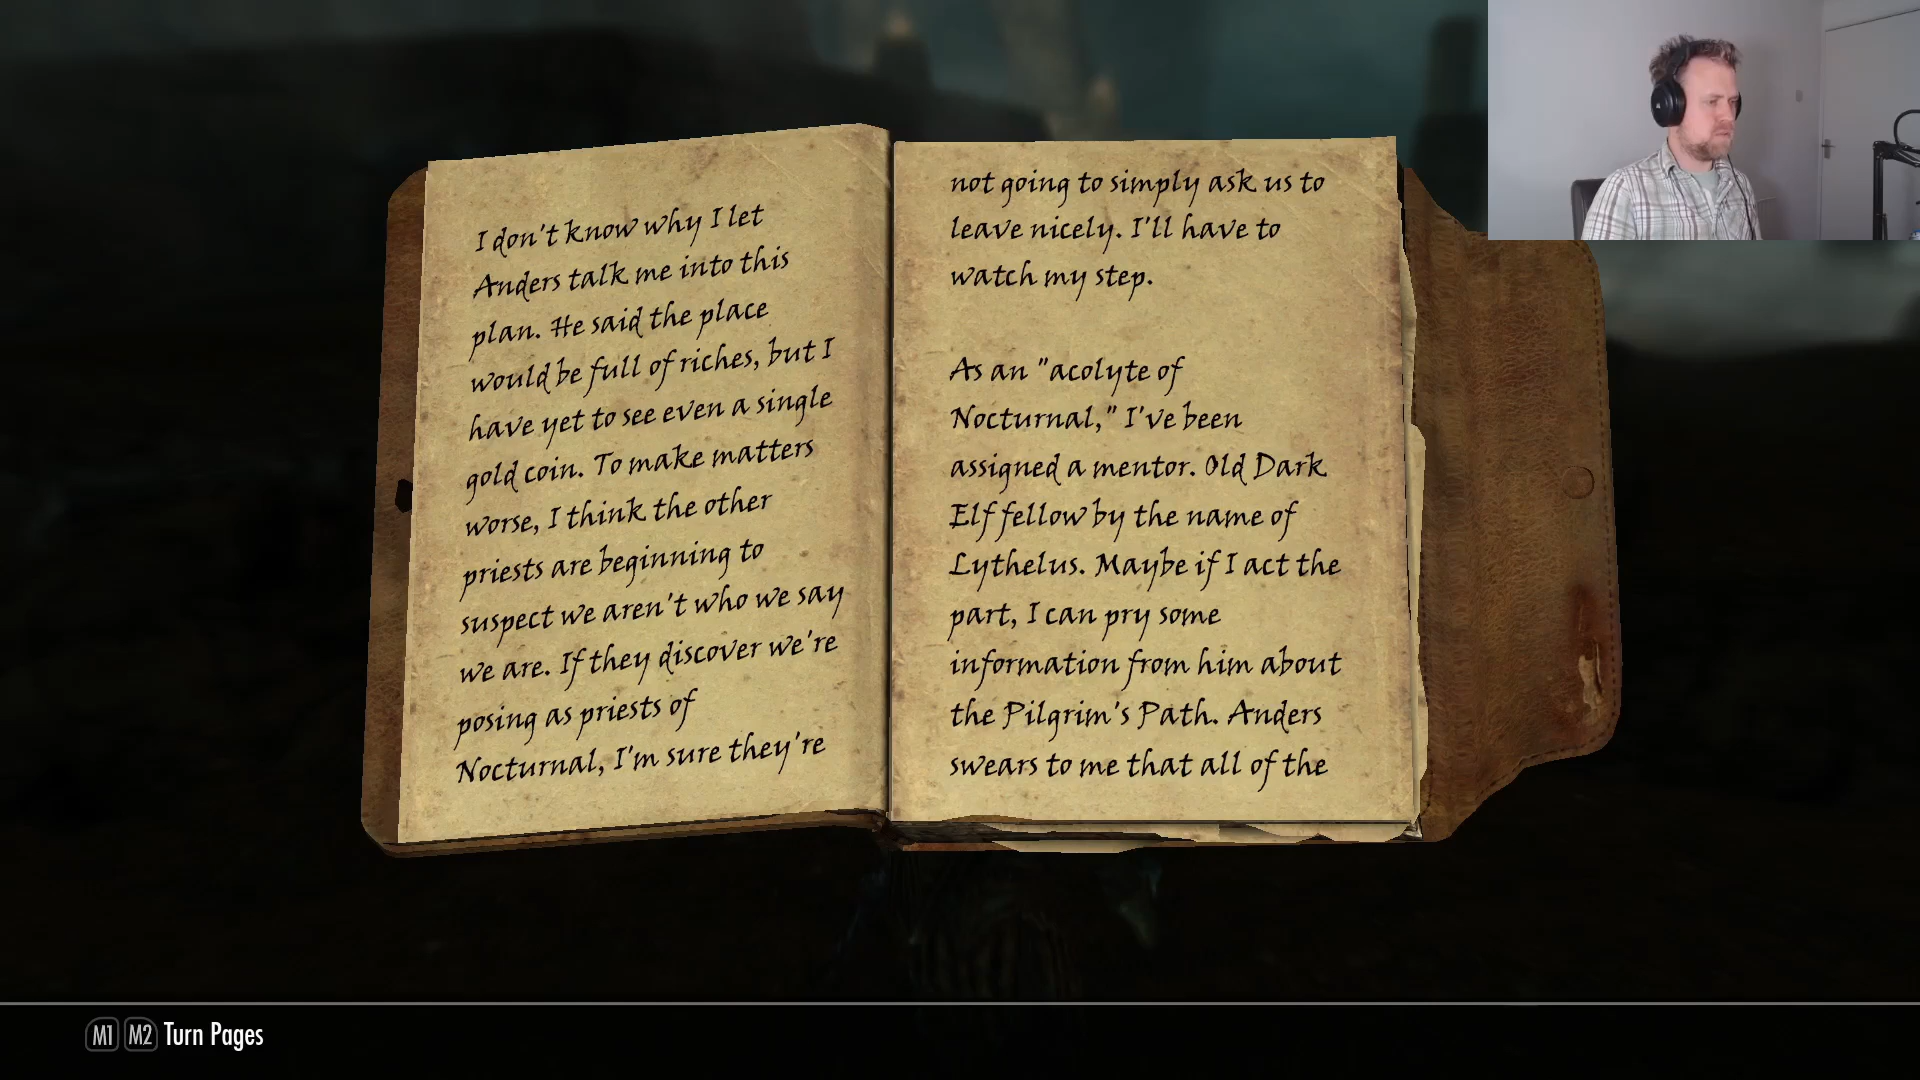 I don't know why I let
Anders talk me into this
plan. He said the place
would be full of riches, but I
have yet to see even a single
gold coin. To make matters
worse, I think the other
priests are beginning to
suspect we aren't who we say
we are. If they discover we're
posing as priests of
Nocturnal, I'm sure they're
not going to simply ask us to
leave nicely. I'll have to
watch my step.
As an "acolyte of
Nocturnal," I've been
assigned a mentor. Old Dark
Elf fellow by the name of
Lythelus. Maybe if I act the
part, I can pry some
information from him about
the Pilgrim's Path. Anders
swears to me that all of the
M1 M2 Turn Pages